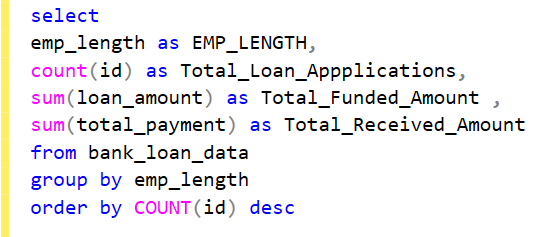 select
emp_length as EMP_LENGTH,
count(id) as Total_Loan_Appplications,
sum(loan_amount) as Total_Funded_Amount ,
sum(total_payment) as Total_Received_Amount
from bank_loan_data
group by emp_length
order by COUNT(id) desc